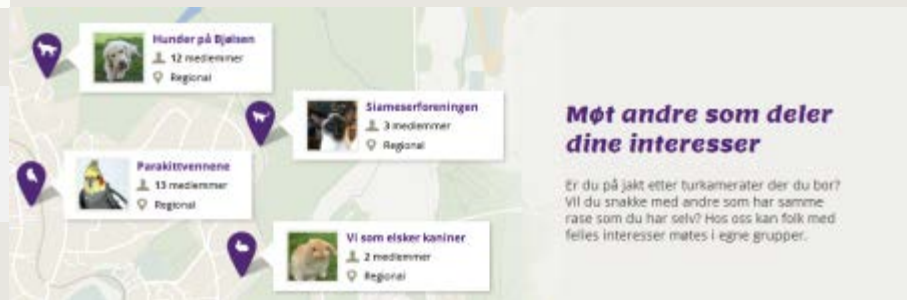 Hunder på Bjølsen
12 medlemmer
Regional
Siameserforeningen
3 medlemmer
Regional
Parakittvennene
13 medlemmer
Regional
Vi som elsker kaniner
2 medlemmer
Regional
Møt andre som deler
dine interesser
Er du på jakt etter turkamerater der du bor?
Vil du snakke med andre som har samme
rase som du har selv? Hos oss kan folk med
felles interesser møtes i egne grupper.